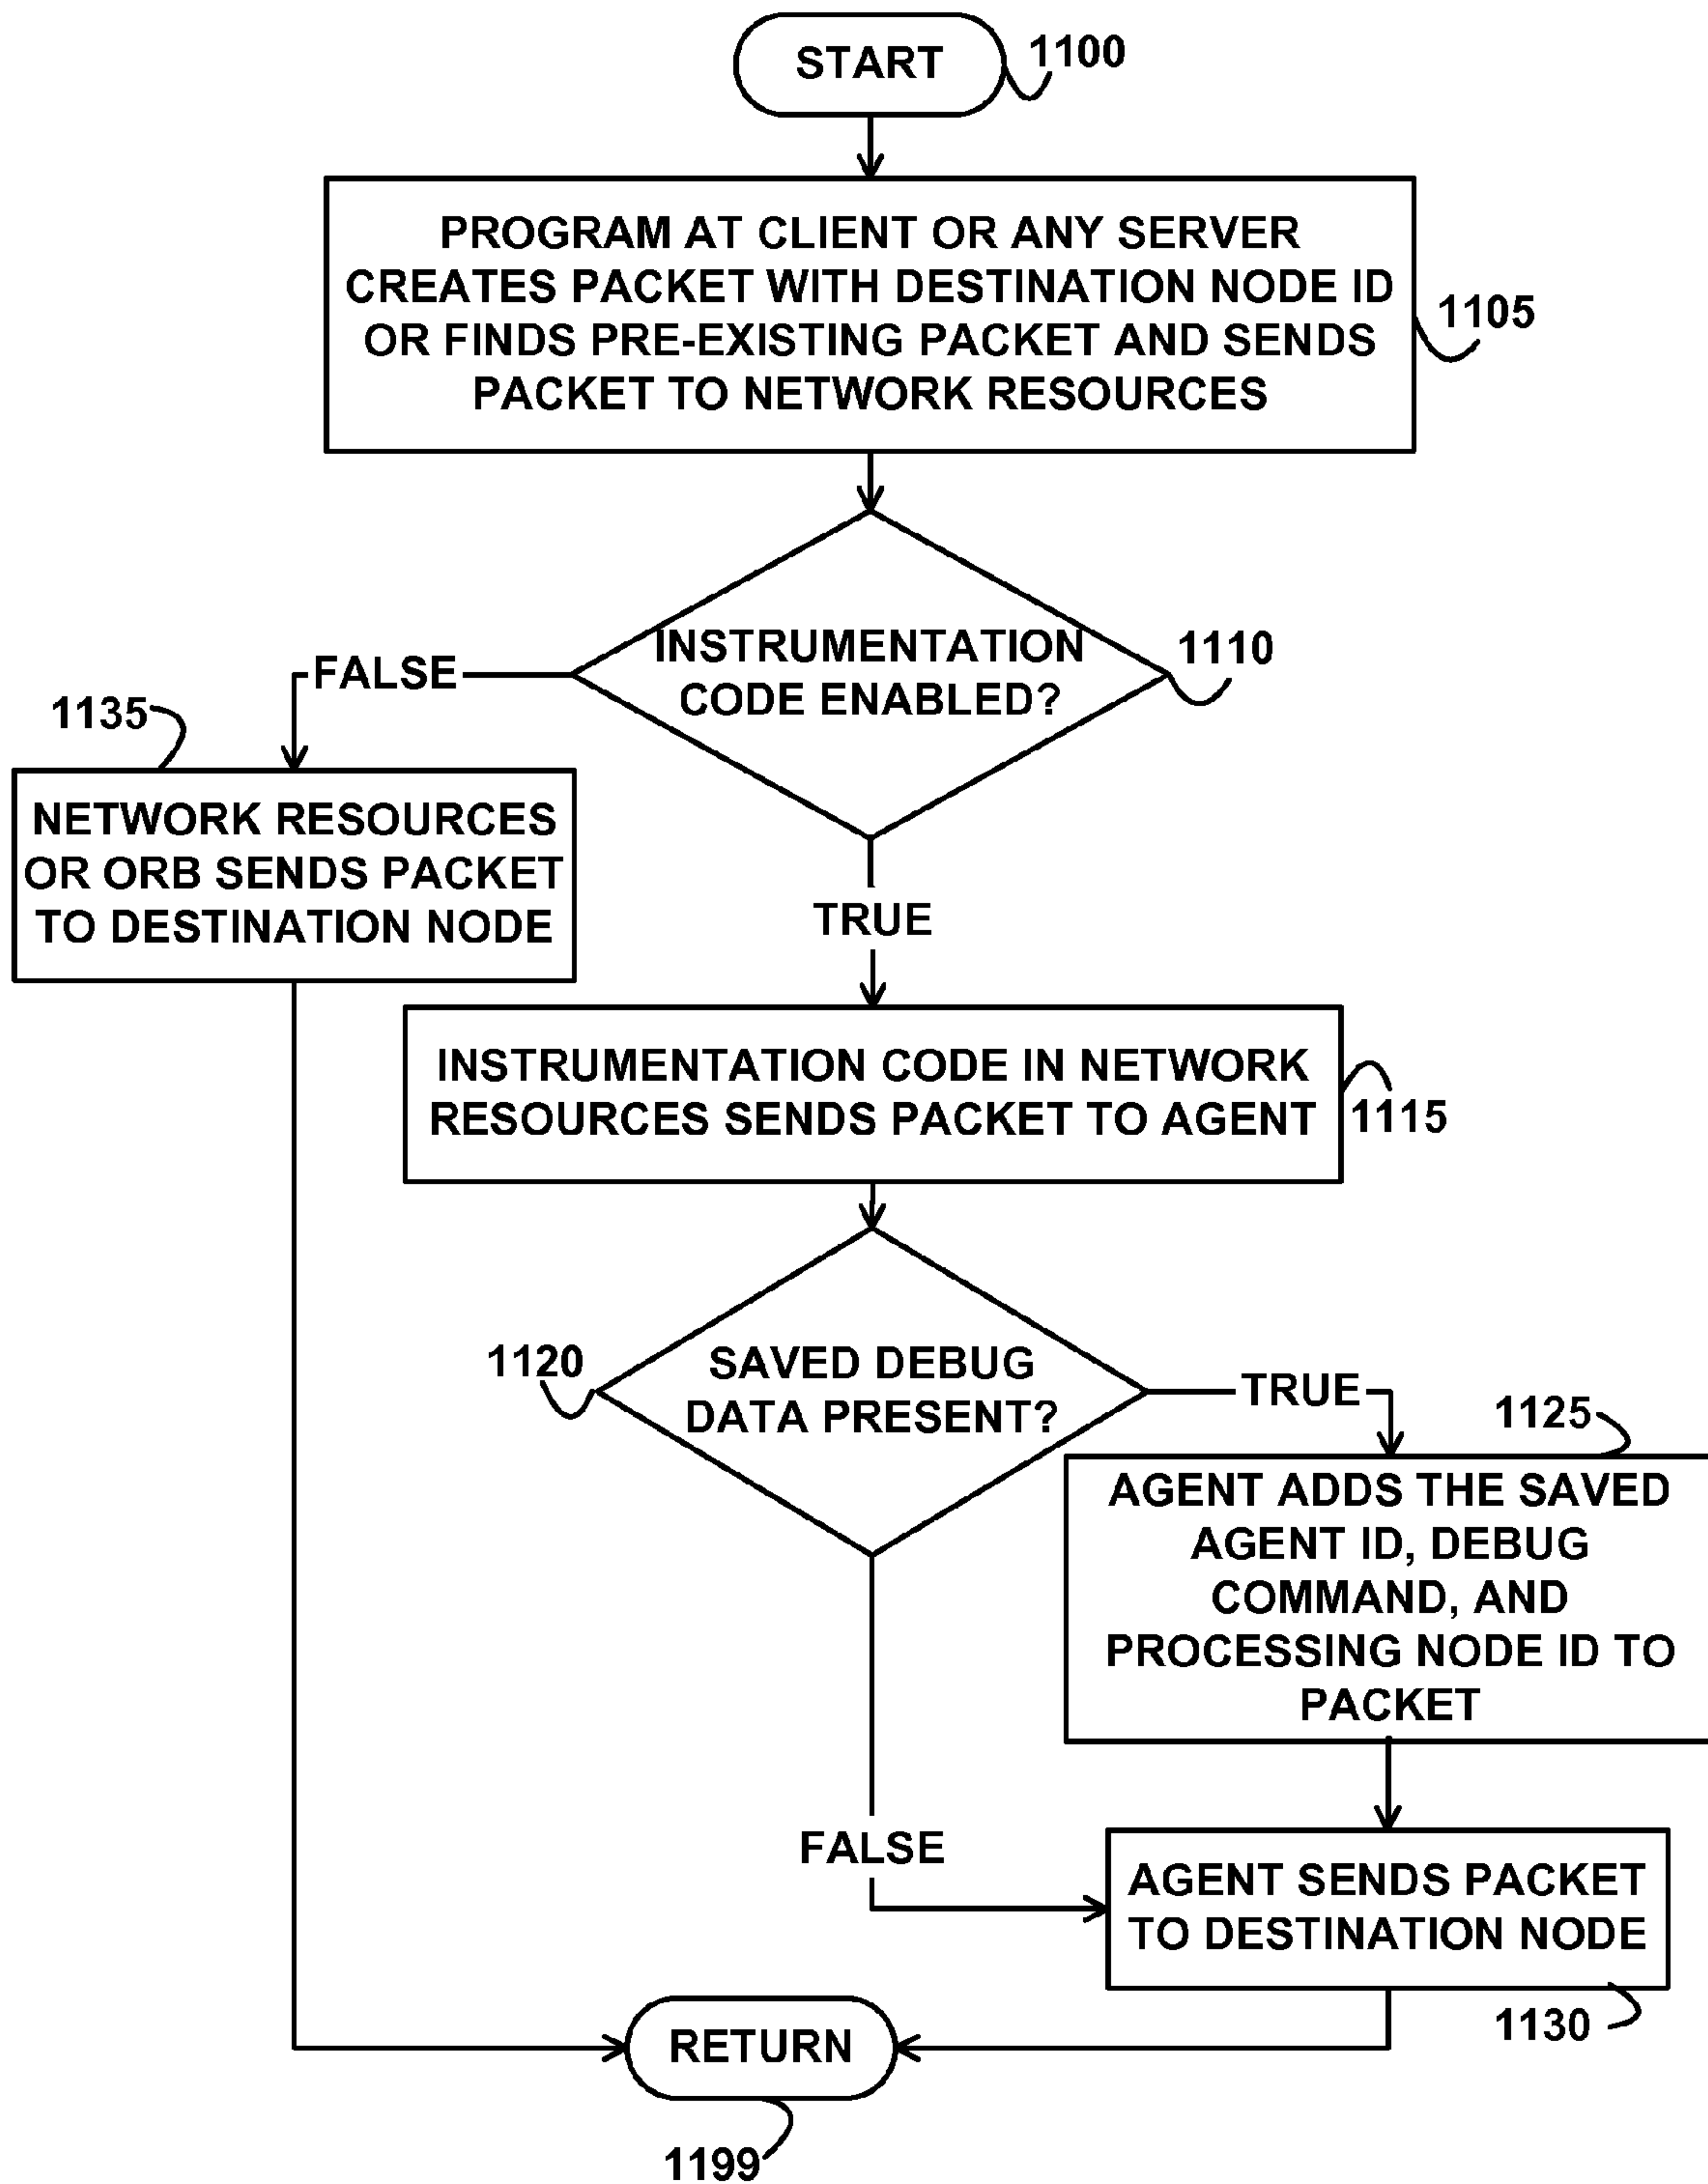 START
1100
PROGRAM AT CLIENT OR ANY SERVER
CREATES PACKET WITH DESTINATION NODE ID
OR FINDS PRE-EXISTING PACKET AND SENDS
PACKET TO NETWORK RESOURCES
1105
INSTRUMENTATION
CODE ENABLED?
1110
FALSE
1135
NETWORK RESOURCES
OR ORB SENDS PACKET
TO DESTINATION NODE
TRUE
INSTRUMENTATION CODE IN NETWORK
RESOURCES SENDS PACKET TO AGENT
1115
1120
SAVED DEBUG
DATA PRESENT?
TRUE
1125
AGENT ADDS THE SAVED
AGENT ID, DEBUG
COMMAND, AND
PROCESSING NODE ID TO
PACKET
FALSE
AGENT SENDS PACKET
TO DESTINATION NODE
1130
RETURN
1199